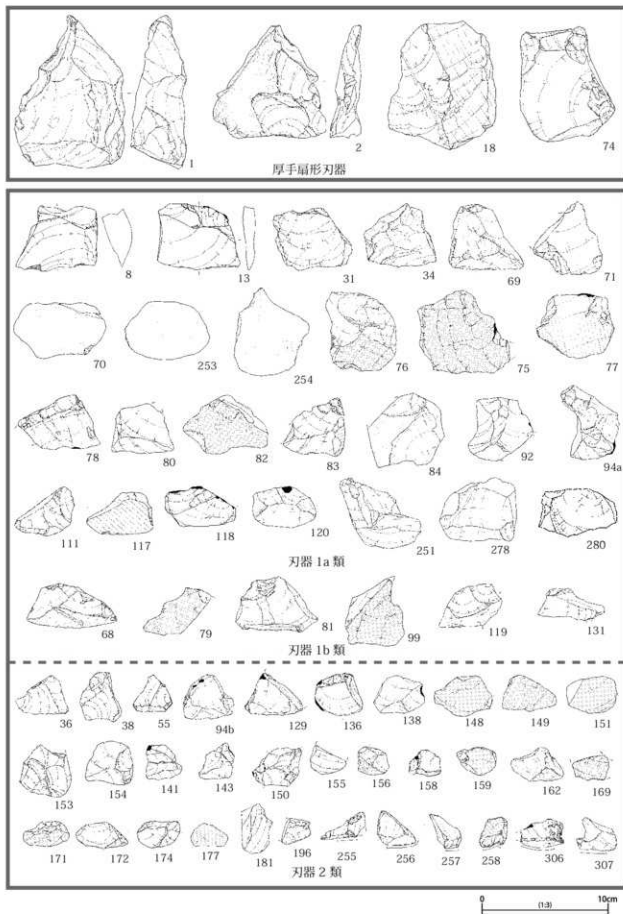 1 2 18 74
厚手扇形刃器
8 13 31 34 69 71
70 253 254 76 75 77
78 80 82 83 84 92 94a
111 117 118 120 251 278 280
刃器 1a 類
68 79 81 99 119 131
刃器 1b 類
36 38 55 94b 129 136 138 148 149 151
153 154 141 143 150 155 156 158 159 162 169
171 172 174 177 181 196 255 256 257 258 306 307
刃器 2 類
0 (1:3) 10cm